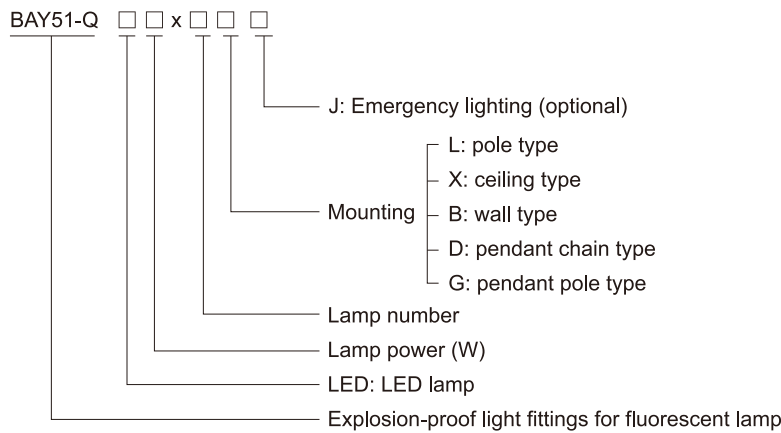 BAY51-Q □ □ x □ □ □
J: Emergency lighting (optional)
L: pole type
X: ceiling type
Mounting B: wall type
D: pendant chain type
G: pendant pole type
Lamp number
Lamp power (W)
LED: LED lamp
Explosion-proof light fittings for fluorescent lamp